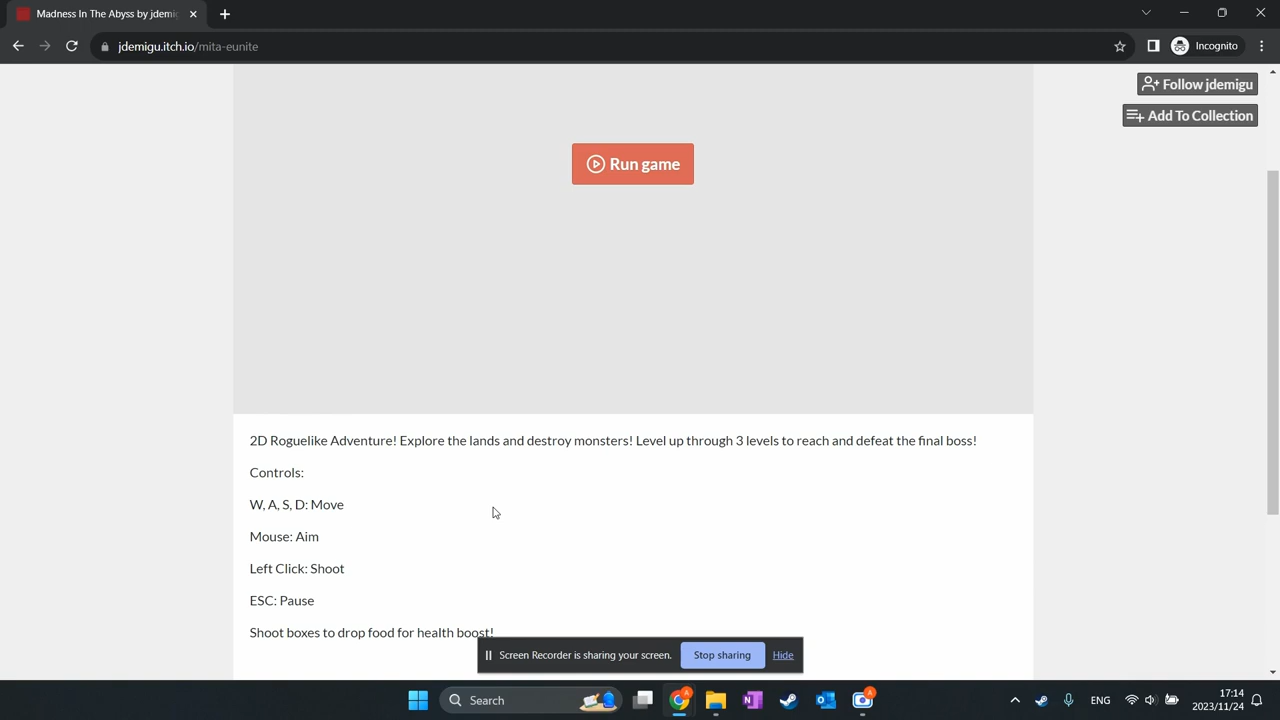 Madness In The Abyss by jdemig
jdemigu.itch.io/mita-eunite
Incognito
Follow jdemigu
Add To Collection
Run game
2D Roguelike Adventure! Explore the lands and destroy monsters! Level up through 3 levels to reach and defeat the final boss!
Controls:
W, A, S, D: Move
Mouse: Aim
Left Click: Shoot
ESC: Pause
Shoot boxes to drop food for health boost!
Screen Recorder is sharing your screen.
Stop sharing
Hide
Search
ENG
17:14
2023/11/24